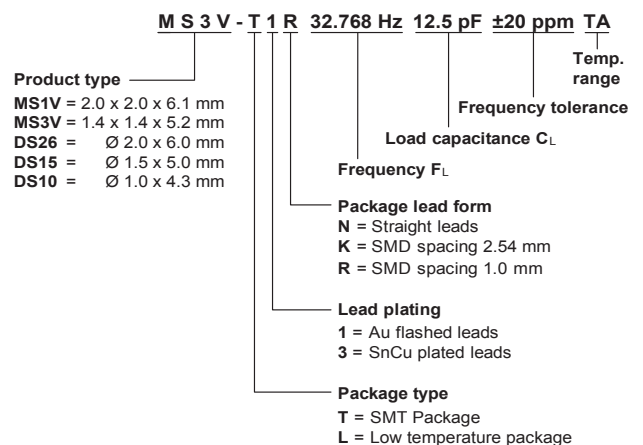 M S 3 V - T 1 R 32.768 Hz 12.5 pF ±20 ppm TA
Temp.
range
Product type
MS1V = 2.0 x 2.0 x 6.1 mm
MS3V = 1.4 x 1.4 x 5.2 mm
DS26 = Ø 2.0 x 6.0 mm
DS15 = Ø 1.5 x 5.0 mm
DS10 = Ø 1.0 x 4.3 mm
Frequency tolerance
Load capacitance CL
Frequency FL
Package lead form
N = Straight leads
K = SMD spacing 2.54 mm
R = SMD spacing 1.0 mm
Lead plating
1 = Au flashed leads
3 = SnCu plated leads
Package type
T = SMT Package
L = Low temperature package